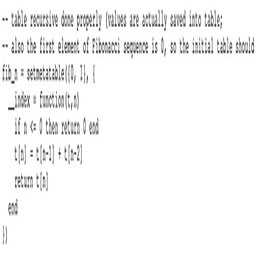 -- table recursive done properly (values are actually saved into table;
-- also the first element of Fibonacci sequence is 0, so the initial table should
fib_n = setmetatable({0, 1}, {
__index = function(t,n)
if n <= 0 then return 0 end
t[n] = t[n-1] + t[n-2]
return t[n]
end
})